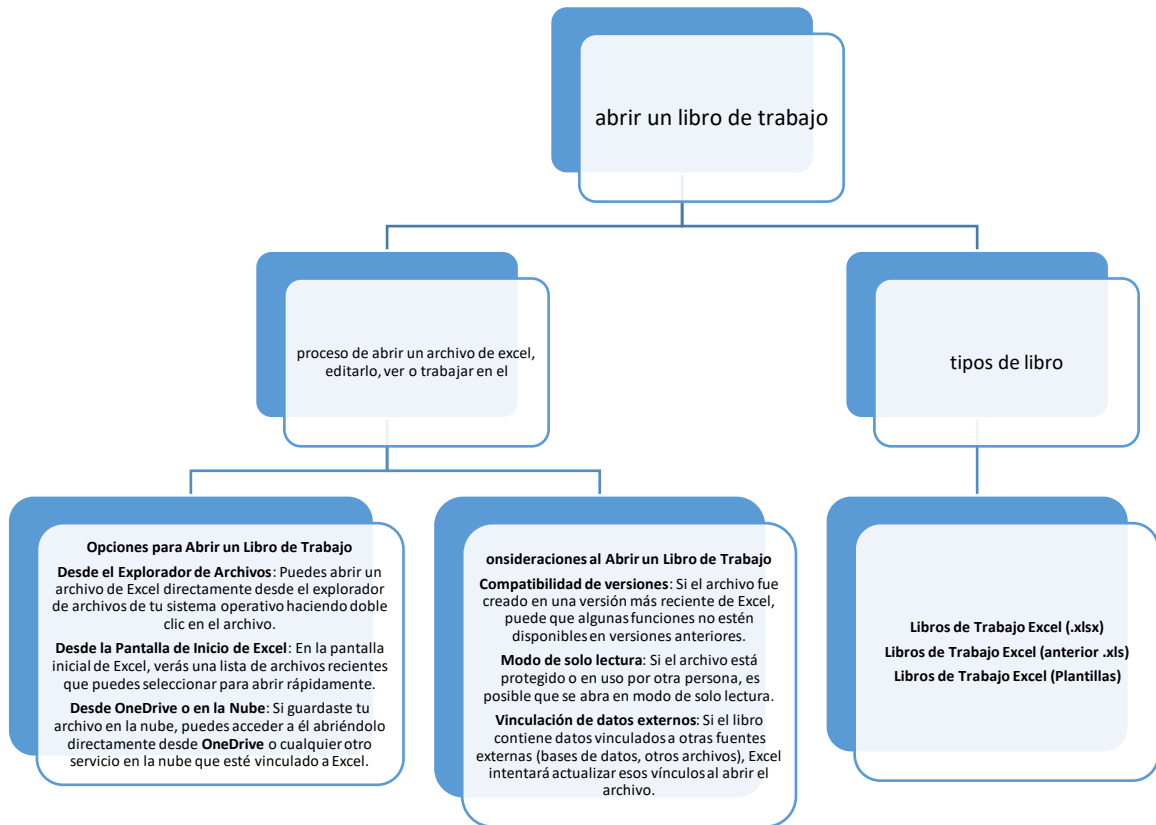 abrir un libro de trabajo
proceso de abrir un archivo de excel,
editarlo, ver o trabajar en el
tipos de libro
Opciones para Abrir un Libro de Trabajo
Desde el Explorador de Archivos: Puedes abrir un
archivo de Excel directamente desde el explorador
de archivos de tu sistema operativo haciendo doble
clic en el archivo.
Desde la Pantalla de Inicio de Excel: En la pantalla
inicial de Excel, verás una lista de archivos recientes
que puedes seleccionar para abrir rápidamente.
Desde OneDrive o en la Nube: Si guardaste tu
archivo en la nube, puedes acceder a él abriéndolo
directamente desde OneDrive o cualquier otro
servicio en la nube que esté vinculado a Excel.
onsideraciones al Abrir un Libro de Trabajo
Compatibilidad de versiones: Si el archivo fue
creado en una versión más reciente de Excel,
puede que algunas funciones no estén
disponibles en versiones anteriores.
Modo de solo lectura: Si el archivo está
protegido o en uso por otra persona, es
posible que se abra en modo de solo lectura.
Vinculación de datos externos: Si el libro
contiene datos vinculados a otras fuentes
externas (bases de datos, otros archivos), Excel
intentará actualizar esos vínculos al abrir el
archivo.
Libros de Trabajo Excel (.xlsx)
Libros de Trabajo Excel (anterior .xls)
Libros de Trabajo Excel (Plantillas)